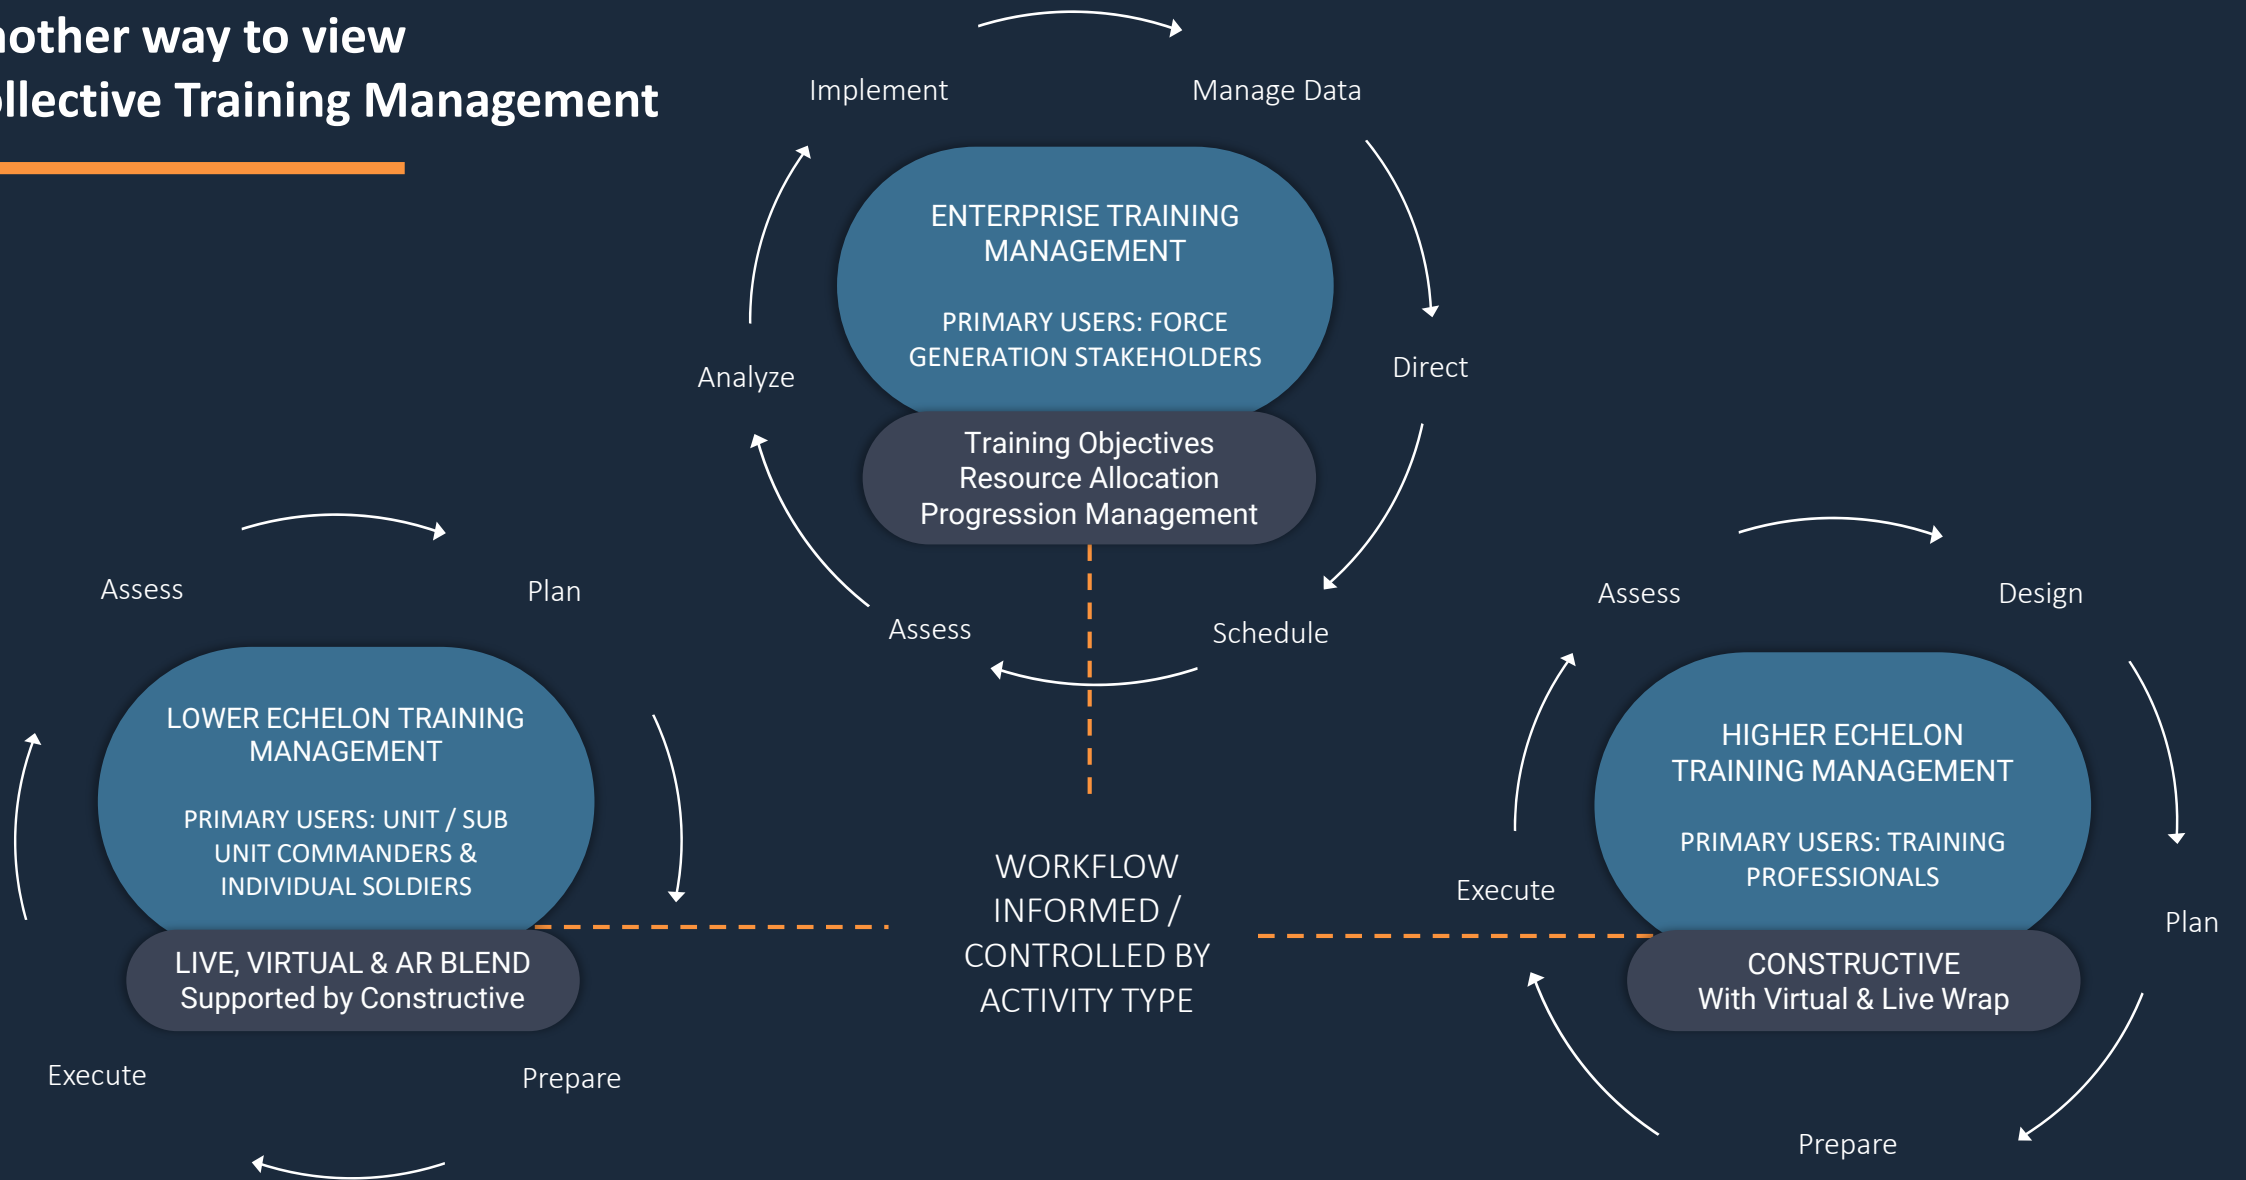 nother way to view
ollective Training Management
Implement
Manage Data
ENTERPRISE TRAINING
MANAGEMENT
PRIMARY USERS: FORCE
GENERATION STAKEHOLDERS
Analyze
Direct
Training Objectives
Resource Allocation
Progression Management
Assess
Schedule
Assess
Plan
LOWER ECHELON TRAINING
MANAGEMENT
PRIMARY USERS: UNIT / SUB
UNIT COMMANDERS &
INDIVIDUAL SOLDIERS
LIVE, VIRTUAL & AR BLEND
Supported by Constructive
Execute
Prepare
WORKFLOW
INFORMED /
CONTROLLED BY
ACTIVITY TYPE
Assess
Design
HIGHER ECHELON
TRAINING MANAGEMENT
PRIMARY USERS: TRAINING
PROFESSIONALS
Execute
Plan
CONSTRUCTIVE
With Virtual & Live Wrap
Prepare